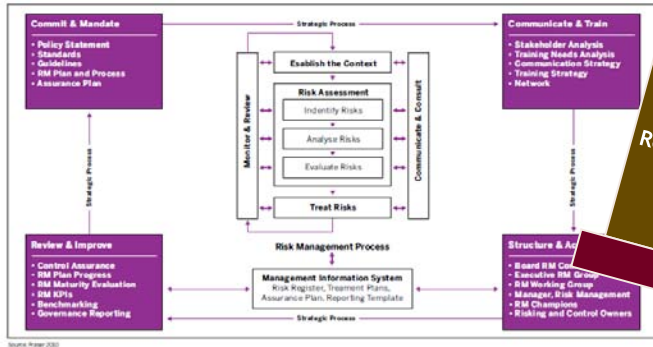 Commit & Mandate
• Policy Statement
• Standards
• Guidelines
• RM Plan and Process
• Assurance Plan
Strategic Process
Communicate & Train
• Stakeholder Analysis
• Training Needs Analysis
• Communication Strategy
• Training Strategy
• Network
Monitor & Review
Esablish the Context
Risk Assessment
Indentify Risks
Analyse Risks
Evaluate Risks
Treat Risks
Communicate & Consult
Strategic Process
Strategic Process
Risk Management Process
Management Information System
Risk Register, Treatment Plans,
Assurance Plan, Reporting Template
Review & Improve
• Control Assurance
• RM Plan Progress
• RM Maturity Evaluation
• RM KPIs
• Benchmarking
• Governance Reporting
Structure &
• Board RM
• Executive RM Group
• RM Working Group
• Manager, Risk Management
• RM Champions
• Risking and Control Owners
Strategic Process